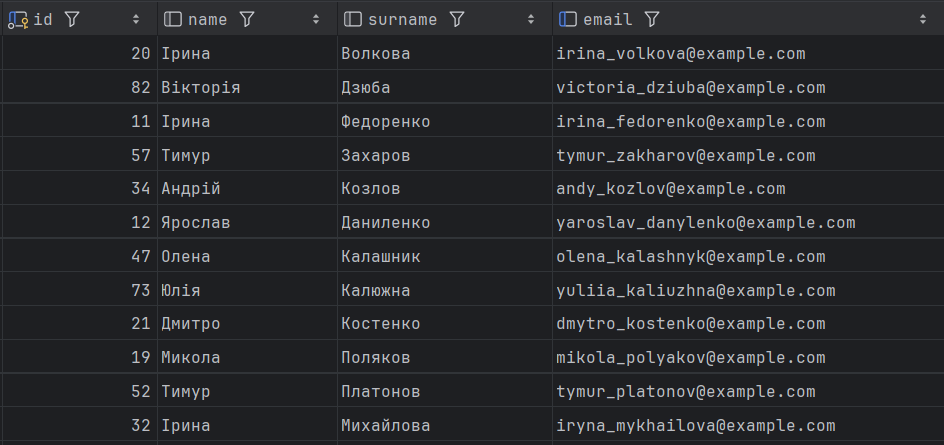 id name surname email
20 Ірина Волкова irina_volkova@example.com
82 Вікторія Дзюба victoria_dziuba@example.com
11 Ірина Федоренко irina_fedorenko@example.com
57 Тимур Захаров tymur_zakharov@example.com
34 Андрій Козлов andy_kozlov@example.com
12 Ярослав Даниленко yaroslav_danylenko@example.com
47 Олена Калашник olena_kalashnyk@example.com
73 Юлія Калюжна yuliia_kaliuzhna@example.com
21 Дмитро Костенко dmytro_kostenko@example.com
19 Микола Поляков mikola_polyakov@example.com
52 Тимур Платонов tymur_platonov@example.com
32 Ірина Михайлова iryna_mykhailova@example.com